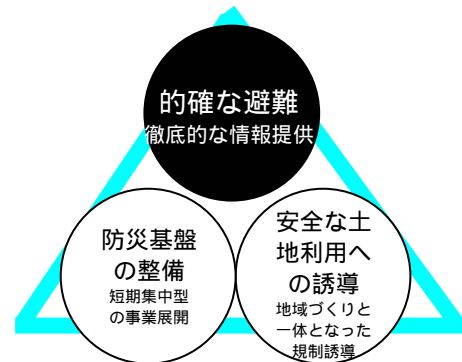 的確な避難
徹底的な情報提供
防災基盤
の整備
短期集中型
の事業展開
安全な土
地利用へ
の誘導
地域づくりと
一体となった
規制誘導